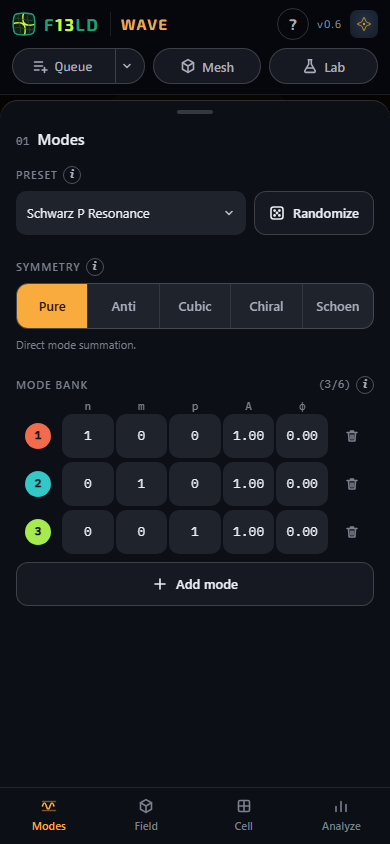 F13LD WAVE ? v0.6
Queue Mesh Lab
01 Modes
PRESET i
Schwarz P Resonance Randomize
SYMMETRY i
Pure Anti Cubic Chiral Schoen
Direct mode summation.
MODE BANK (3/6) i
n m p A ϕ
1 1 0 0 1.00 0.00
2 0 1 0 1.00 0.00
3 0 0 1 1.00 0.00
+ Add mode
Modes Field Cell Analyze